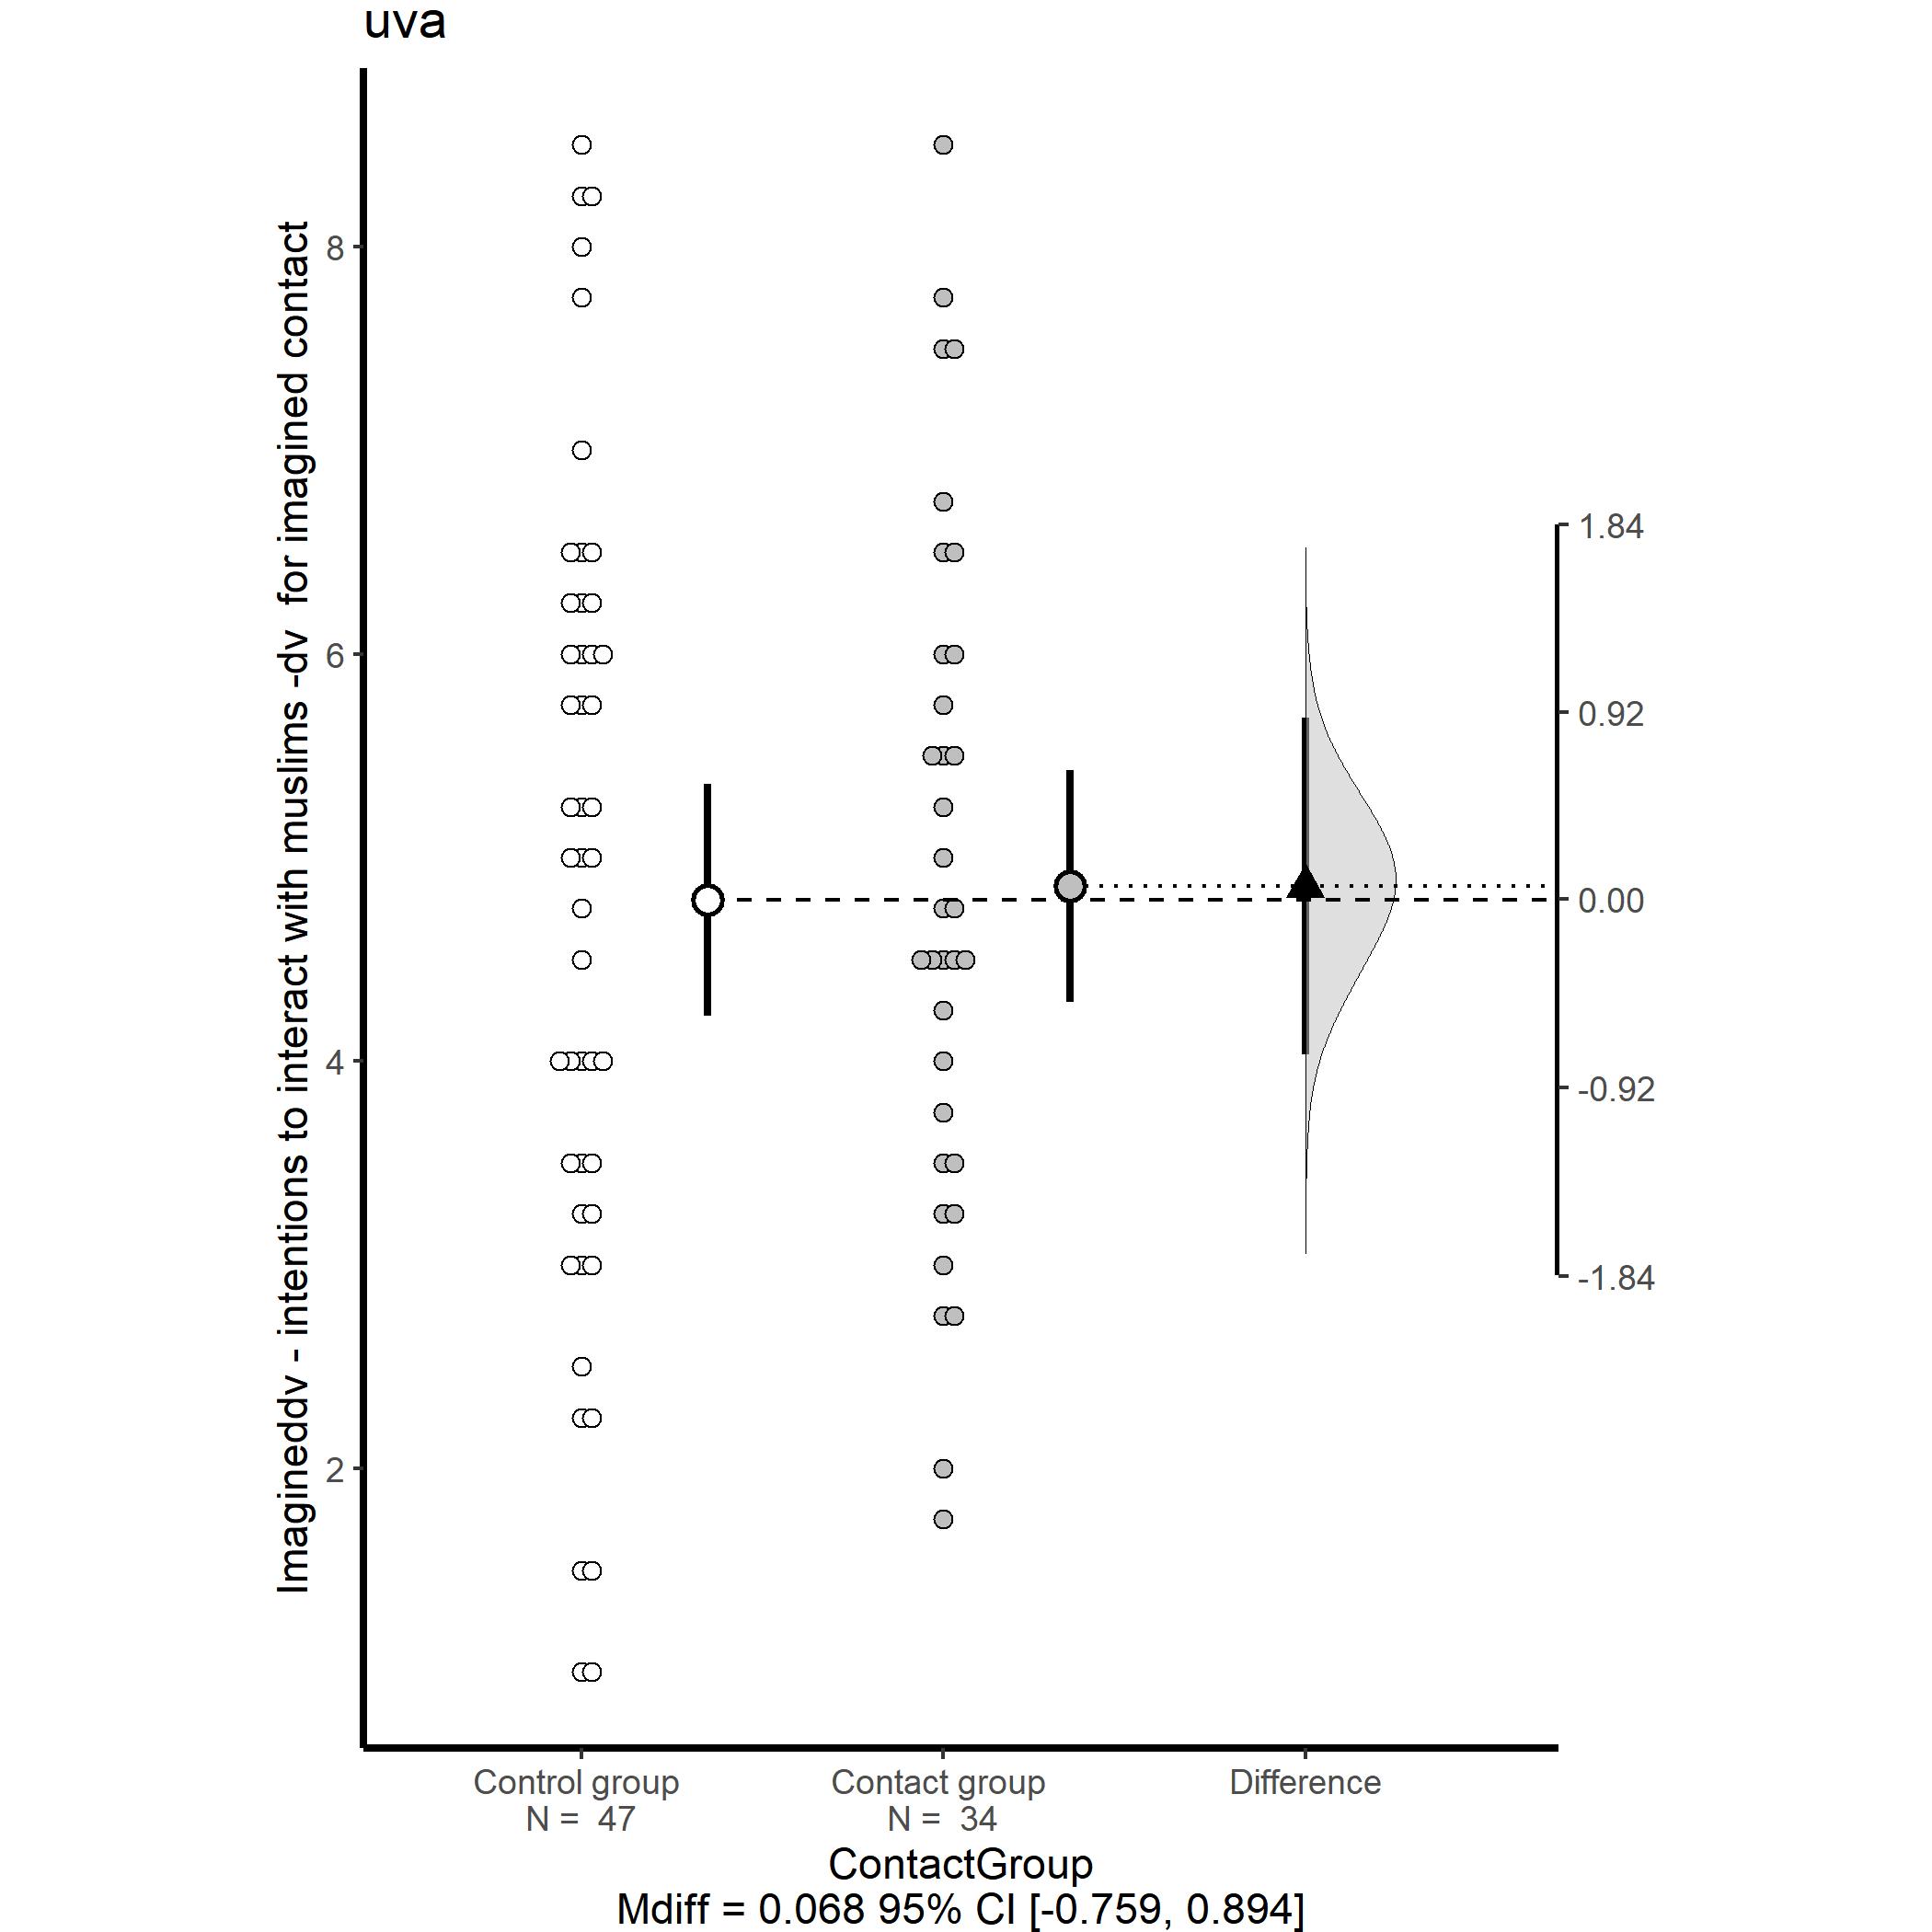 uva
Imagineddv - intentions to interact with muslims -dv  for imagined contact
8
6
4
2
1.84
0.92
0.00
-0.92
-1.84
Control group
N =  47
Contact group
N =  34
Difference
ContactGroup
Mdiff = 0.068 95% CI [-0.759, 0.894]